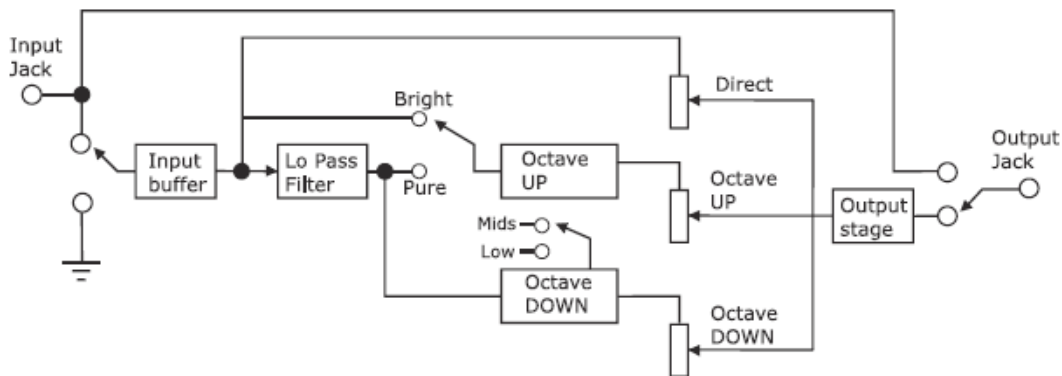 Input
Jack
Bright
Direct
Input
buffer
Lo Pass
Filter
Pure
Octave
UP
Octave
UP
Output
Jack
Output
stage
Mids
Low
Octave
DOWN
Octave
DOWN